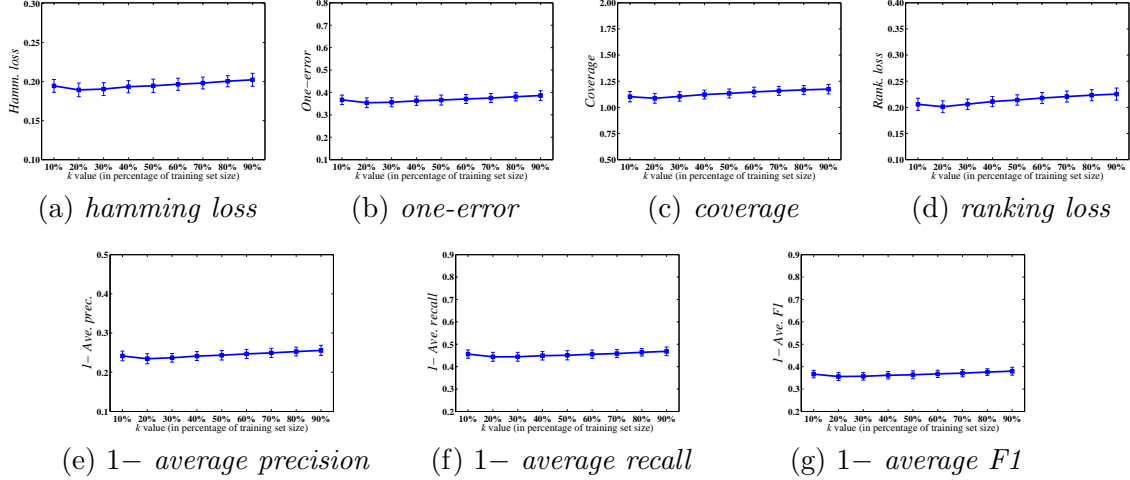 0.30
0.25
0.20
0.15
0.10
Hamm. loss
10% 20% 30% 40% 50% 60% 70% 80% 90%
k value (in percentage of training set size)
(a) hamming loss
0.8
0.7
0.6
0.5
0.4
0.3
0.2
0.1
One−error
10% 20% 30% 40% 50% 60% 70% 80% 90%
k value (in percentage of training set size)
(b) one-error
2.00
1.75
1.50
1.25
1.00
0.75
0.50
Coverage
10% 20% 30% 40% 50% 60% 70% 80% 90%
k value (in percentage of training set size)
(c) coverage
0.40
0.35
0.30
0.25
0.20
0.15
0.10
Rank. loss
10% 20% 30% 40% 50% 60% 70% 80% 90%
k value (in percentage of training set size)
(d) ranking loss
0.5
0.4
0.3
0.2
0.1
1− Ave. prec.
10% 20% 30% 40% 50% 60% 70% 80% 90%
k value (in percentage of training set size)
(e) 1− average precision
0.9
0.8
0.7
0.6
0.5
0.4
0.3
0.2
1− Ave. recall
10% 20% 30% 40% 50% 60% 70% 80% 90%
k value (in percentage of training set size)
(f) 1− average recall
0.9
0.8
0.7
0.6
0.5
0.4
0.3
0.2
1− Ave. F1
10% 20% 30% 40% 50% 60% 70% 80% 90%
k value (in percentage of training set size)
(g) 1− average F1